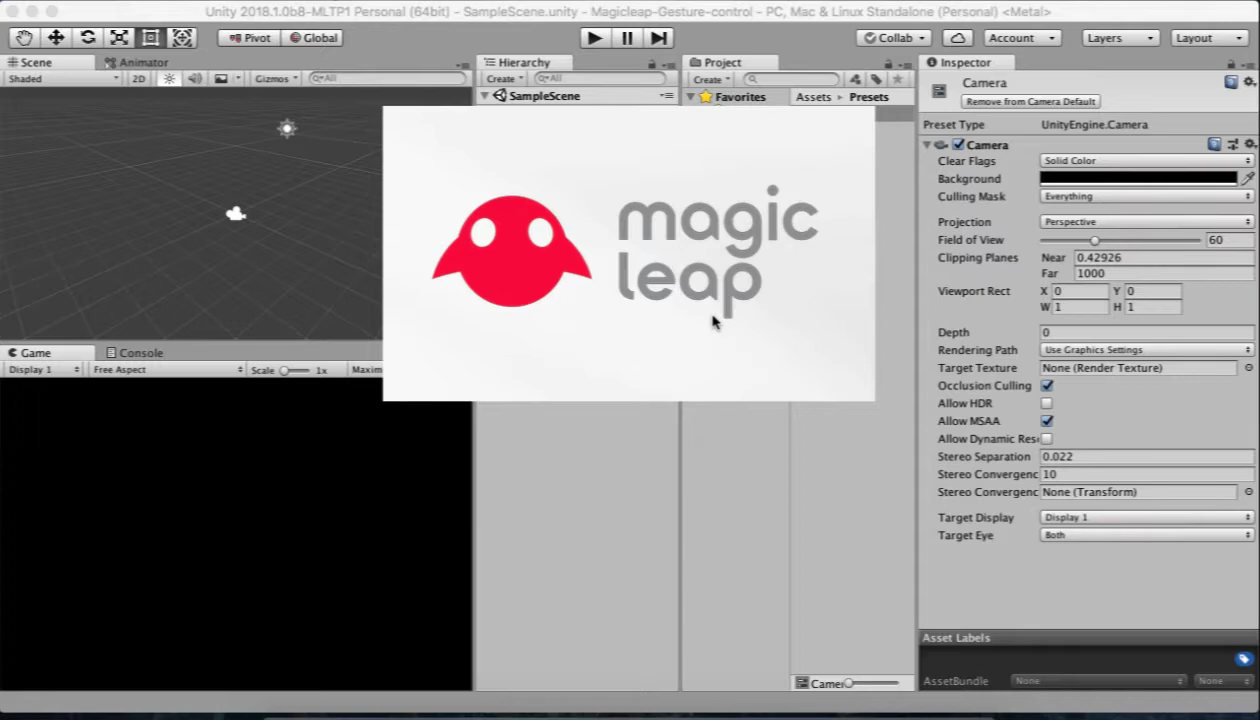 Unity 2018.1.0b8-MLTP1 Personal (64bit) - SampleScene.unity - Magicleap-Gesture-control - PC, Mac & Linux Standalone (Personal) <Metal>
Pivot Global Collab Account Layers Layout
Scene Animator Hierarchy Project Inspector
Shaded 2D Gizmos All Create All Create
SampleScene Favorites Assets Presets
Camera
Remove from Camera Default
Preset Type UnityEngine.Camera
Camera
Clear Flags Solid Color
Background
Culling Mask Everything
Projection Perspective
Field of View 60
Clipping Planes Near 0.42926
Far 1000
Viewport Rect X 0 Y 0
W 1 H 1
Depth 0
Rendering Path Use Graphics Settings
Target Texture None (Render Texture)
Occlusion Culling
Allow HDR
Allow MSAA
Allow Dynamic Res
Stereo Separation 0.022
Stereo Convergenc 10
Stereo Convergenc None (Transform)
Target Display Display 1
Target Eye Both
magic
leap
Game Console
Display 1 Free Aspect Scale 1x Maxim
Camer
Asset Labels
AssetBundle None None